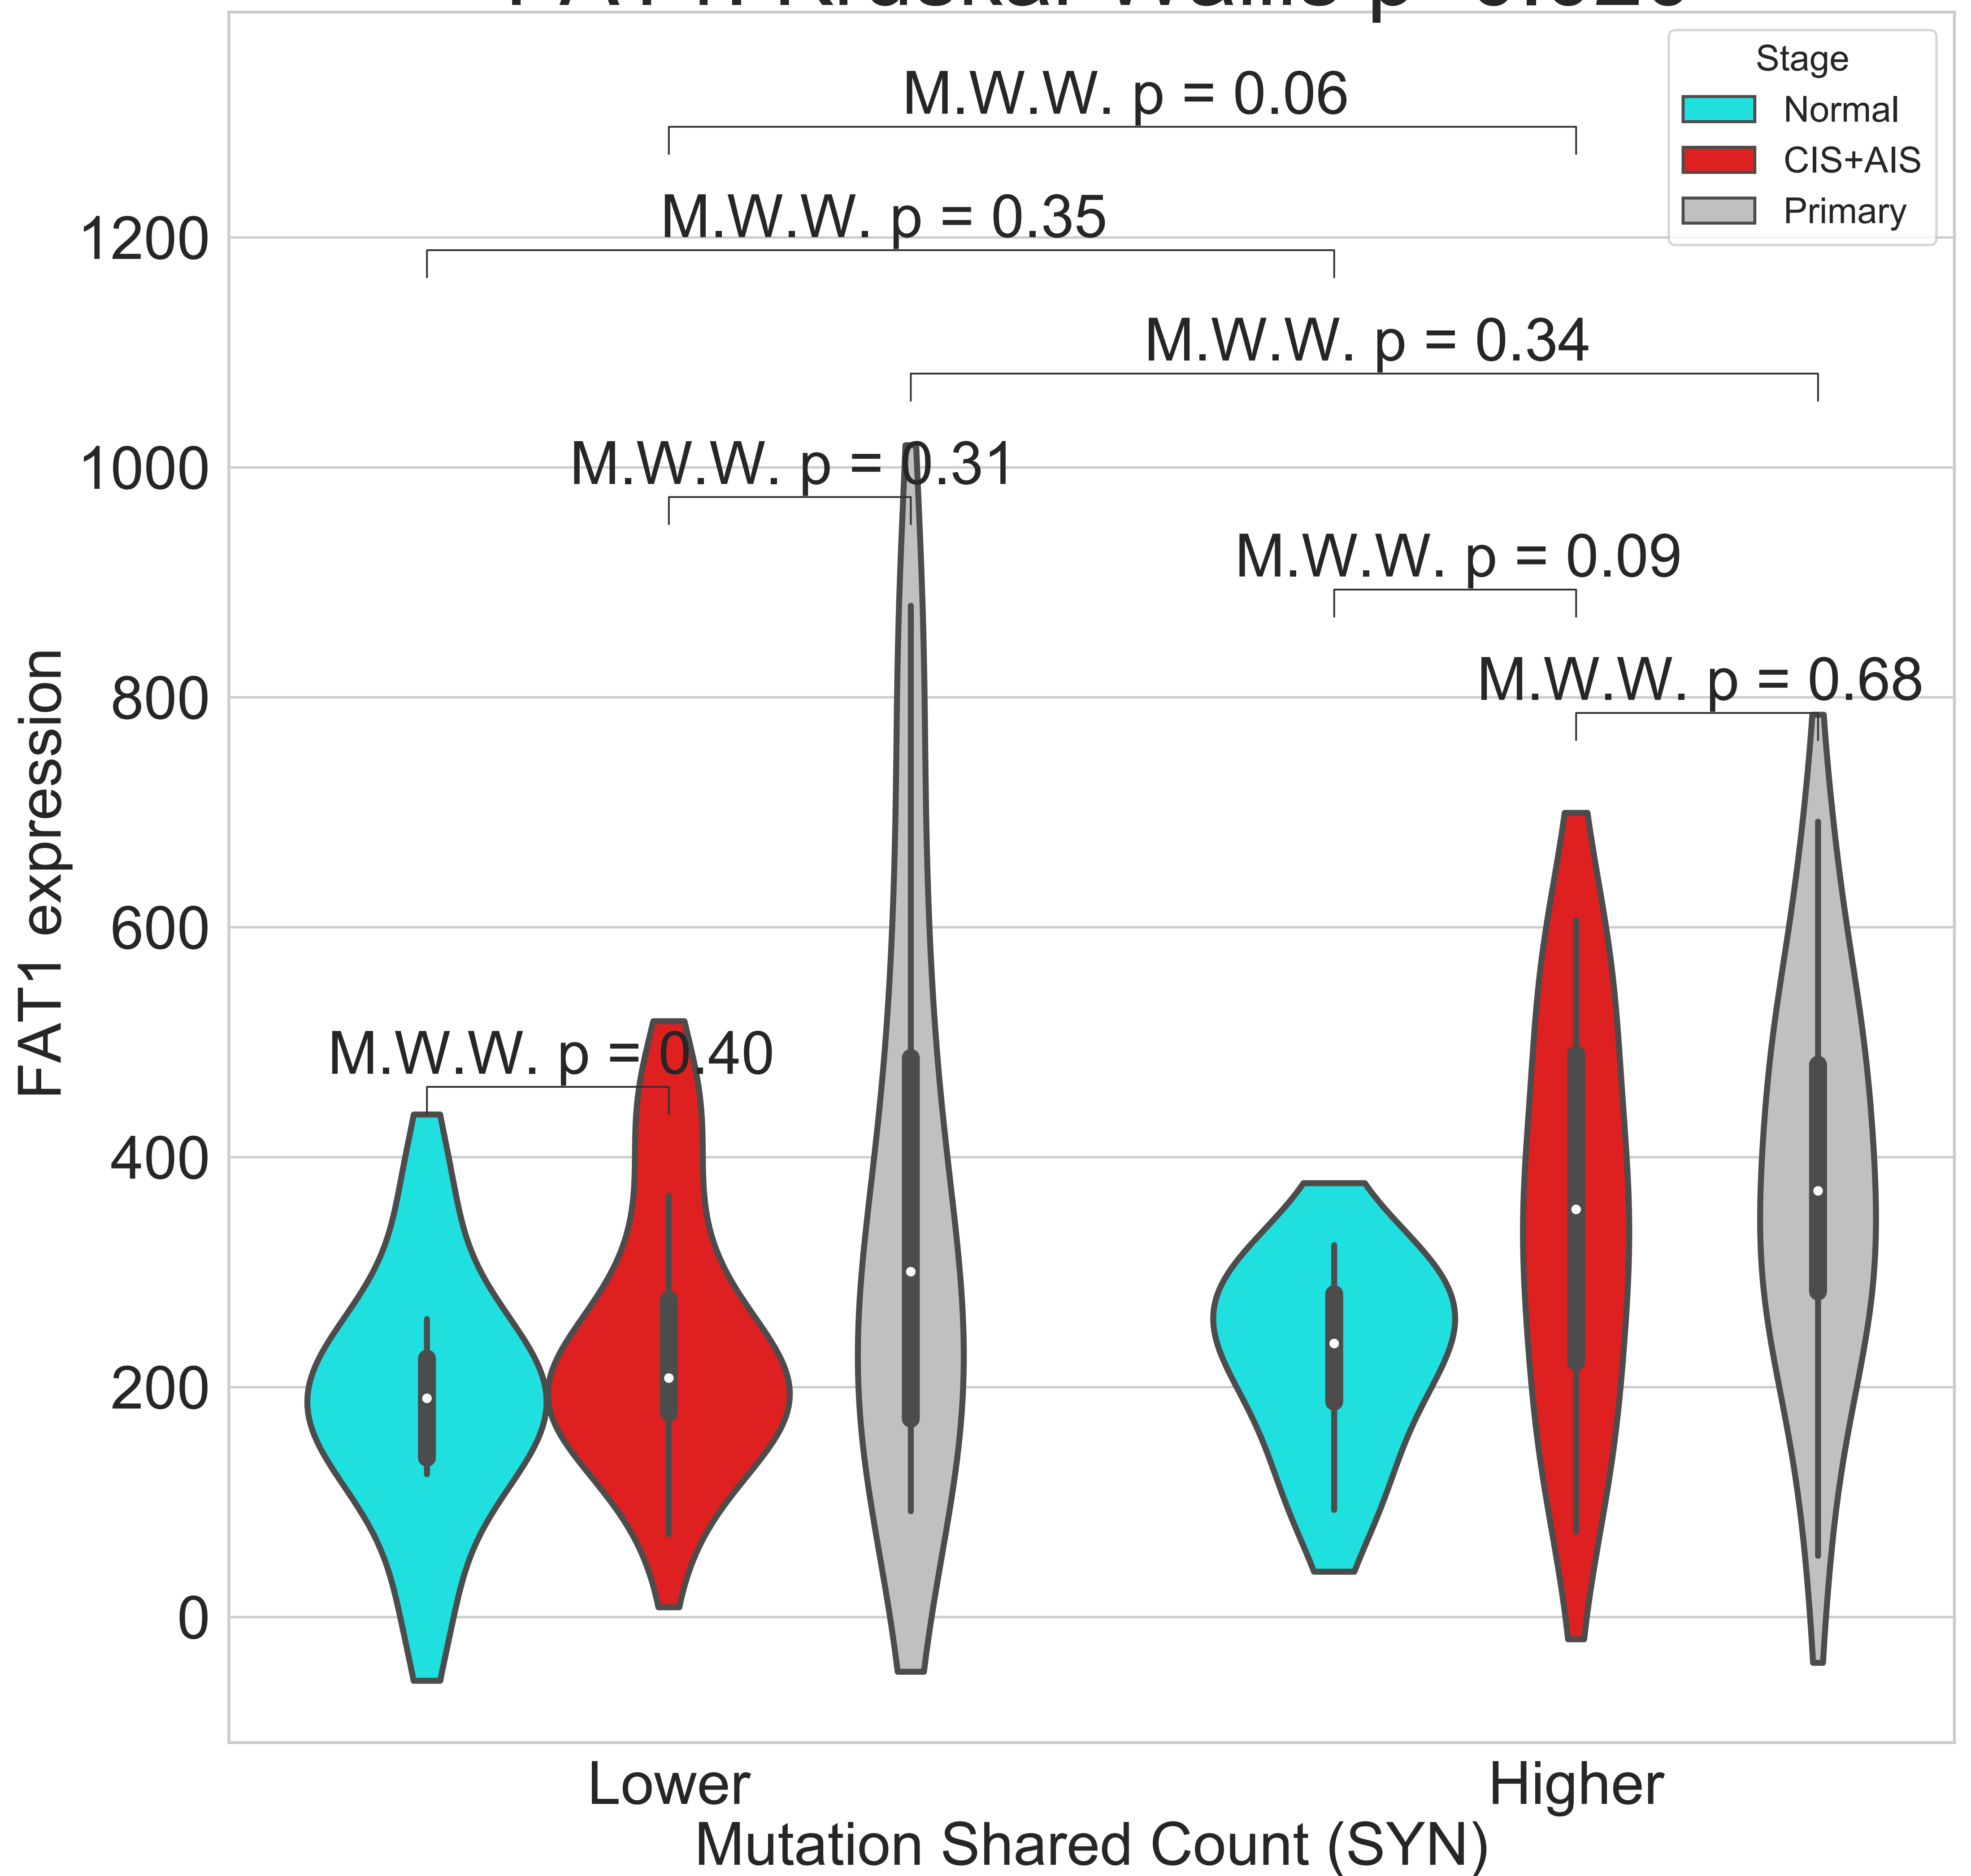 Stage
Normal
CIS+AIS
Primary
M.W.W. p = 0.06
M.W.W. p = 0.35
M.W.W. p = 0.34
M.W.W. p = 0.31
M.W.W. p = 0.09
M.W.W. p = 0.68
M.W.W. p = 0.40
1200
1000
800
600
400
200
0
FAT1 expression
Lower
Higher
Mutation Shared Count (SYN)